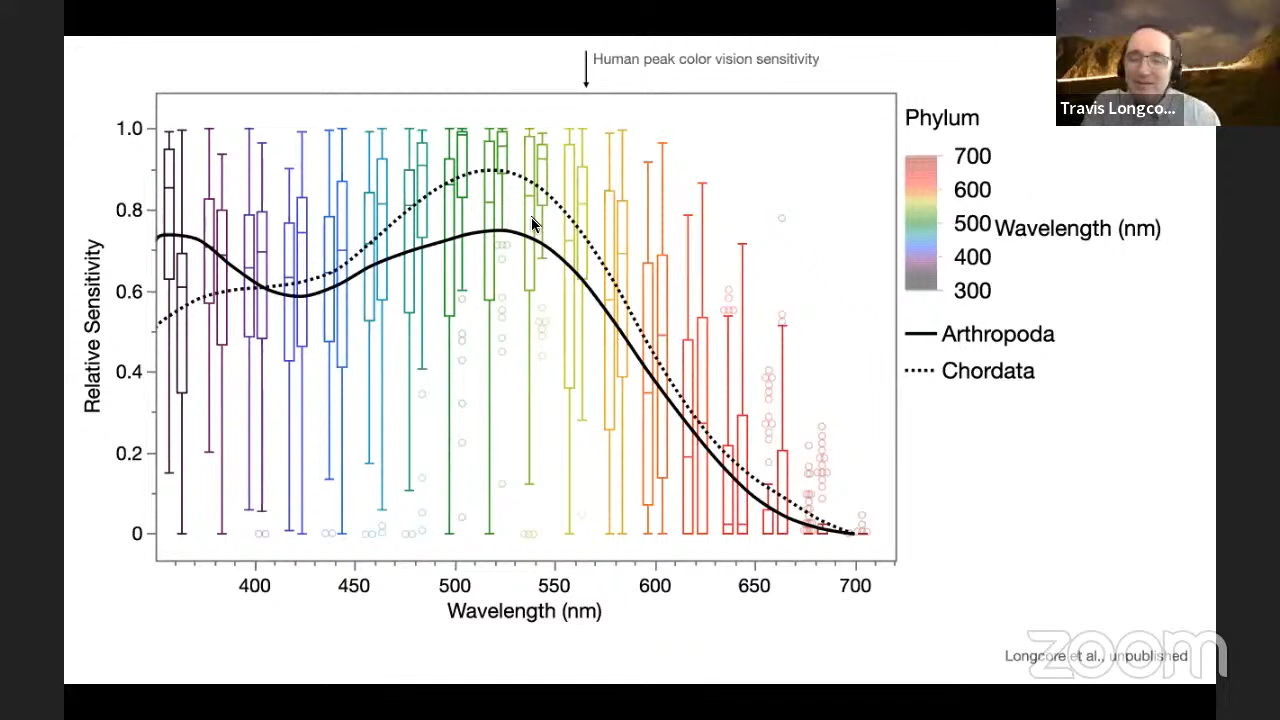 Human peak color vision sensitivity
Travis Longco...
Phylum
700
600
500
400
300
Wavelength (nm)
Arthropoda
Chordata
1.0
0.8
0.6
0.4
0.2
0
Relative Sensitivity
400
450
500
550
600
650
700
Wavelength (nm)
Longcore et al., unpublished
zoom